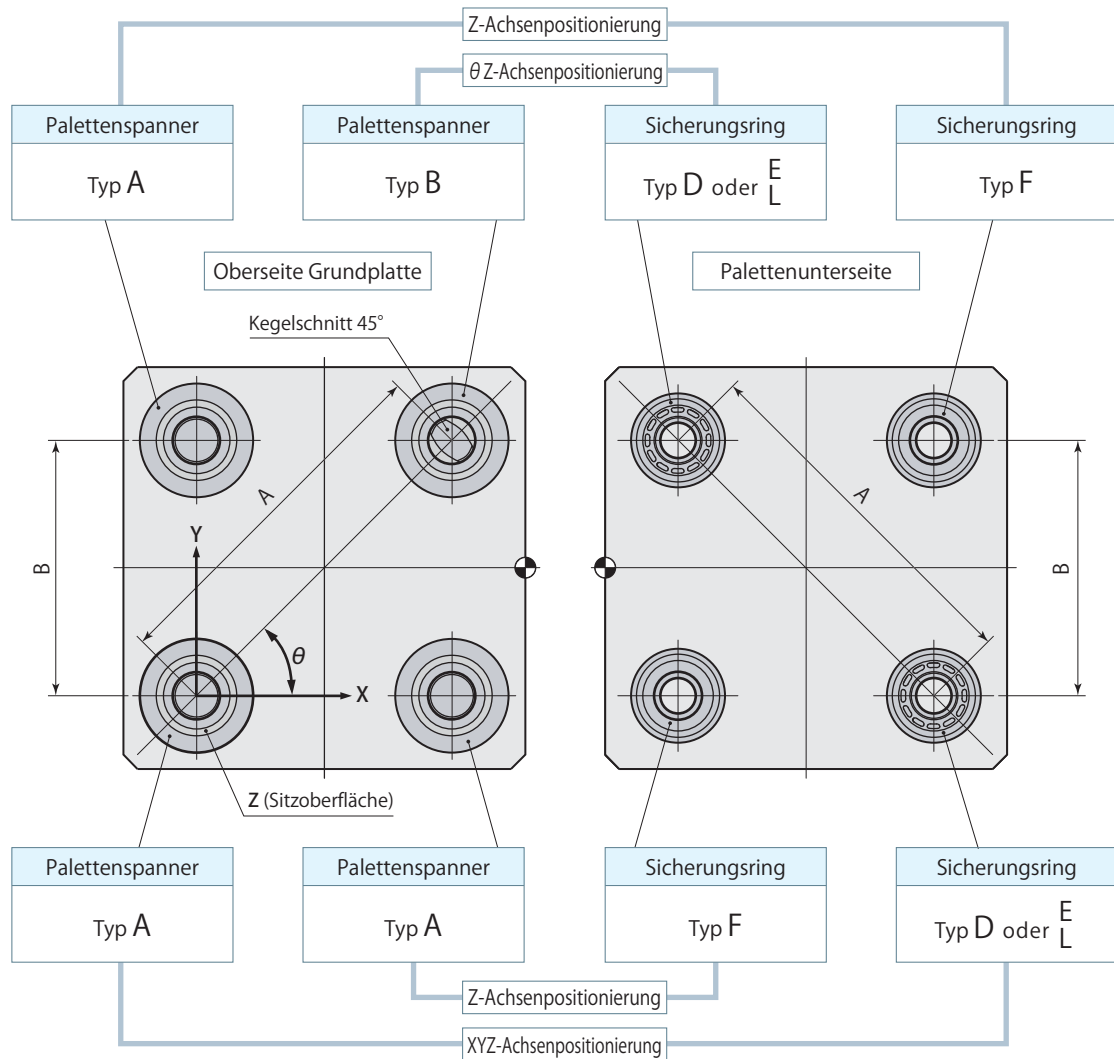 Z-Achsenpositionierung
θ Z-Achsenpositionierung
Palettenspanner
Typ A
Palettenspanner
Typ B
Sicherungsring
Typ D oder E
L
Sicherungsring
Typ F
Oberseite Grundplatte
Palettenunterseite
Kegelschnitt 45°
A
B
Y
θ
X
Z (Sitzoberfläche)
A
B
Palettenspanner
Typ A
Palettenspanner
Typ A
Sicherungsring
Typ F
Sicherungsring
Typ D oder E
L
Z-Achsenpositionierung
XYZ-Achsenpositionierung